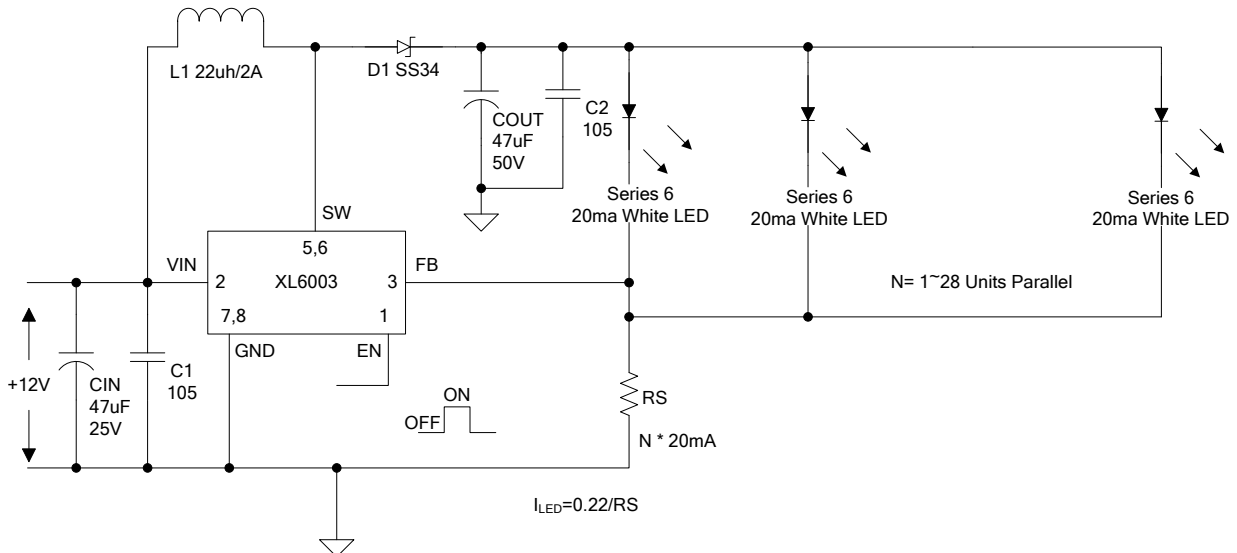 L1 22uh/2A
D1 SS34
COUT
47uF
50V
C2
105
Series 6
20ma White LED
Series 6
20ma White LED
Series 6
20ma White LED
SW
5,6
VIN
2
XL6003
3
FB
7,8
1
GND
EN
N= 1~28 Units Parallel
+12V
CIN
47uF
25V
C1
105
ON
OFF
RS
N * 20mA
ILED=0.22/RS